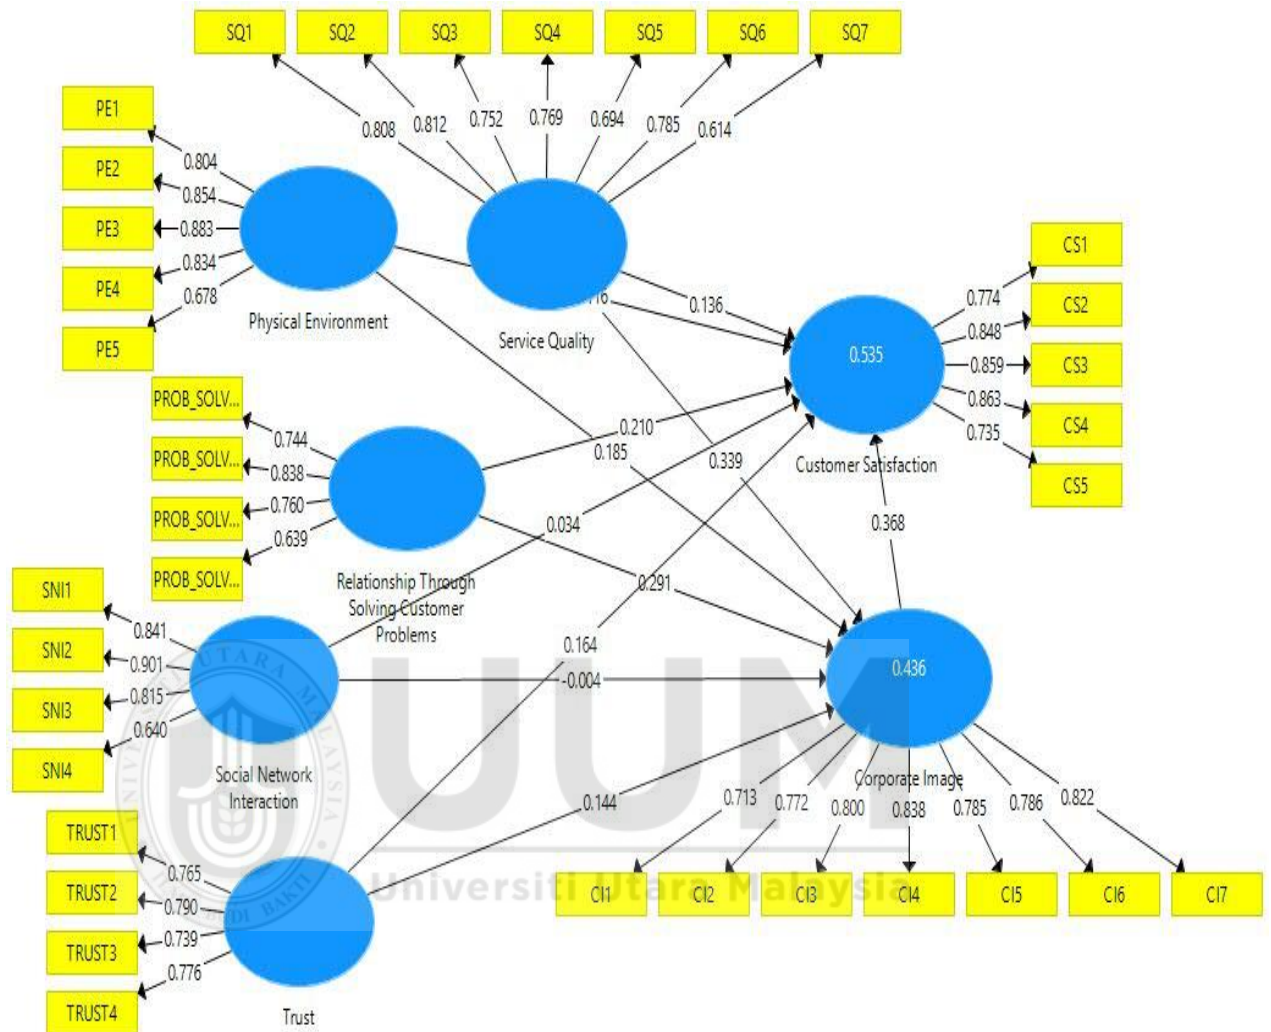 SQ1 SQ2 SQ3 SQ4 SQ5 SQ6 SQ7
0.808 0.812 0.752 0.769 0.694 0.785 0.614
PE1
PE2
PE3
PE4
PE5
0.804
0.854
0.883
0.834
0.678
Physical Environment
Service Quality
0.136
0.535
Customer Satisfaction
CS1
CS2
CS3
CS4
CS5
0.774
0.848
0.859
0.863
0.735
PROB_SOLV...
PROB_SOLV...
PROB_SOLV...
PROB_SOLV...
0.744
0.838
0.760
0.639
Relationship Through
Solving Customer
Problems
0.210
0.185
0.339
0.034
0.291
0.368
SNI1
SNI2
SNI3
SNI4
0.841
0.901
0.815
0.640
Social Network
Interaction
0.164
-0.004
0.144
0.436
Corporate Image
0.713 0.772 0.800 0.838 0.785 0.786 0.822
CI1 CI2 CI3 CI4 CI5 CI6 CI7
TRUST1
TRUST2
TRUST3
TRUST4
0.765
0.790
0.739
0.776
Trust
UUM
Universiti Utara Malaysia
UNIVERSITI UTARA MALAYSIA
BUDI BAKTI